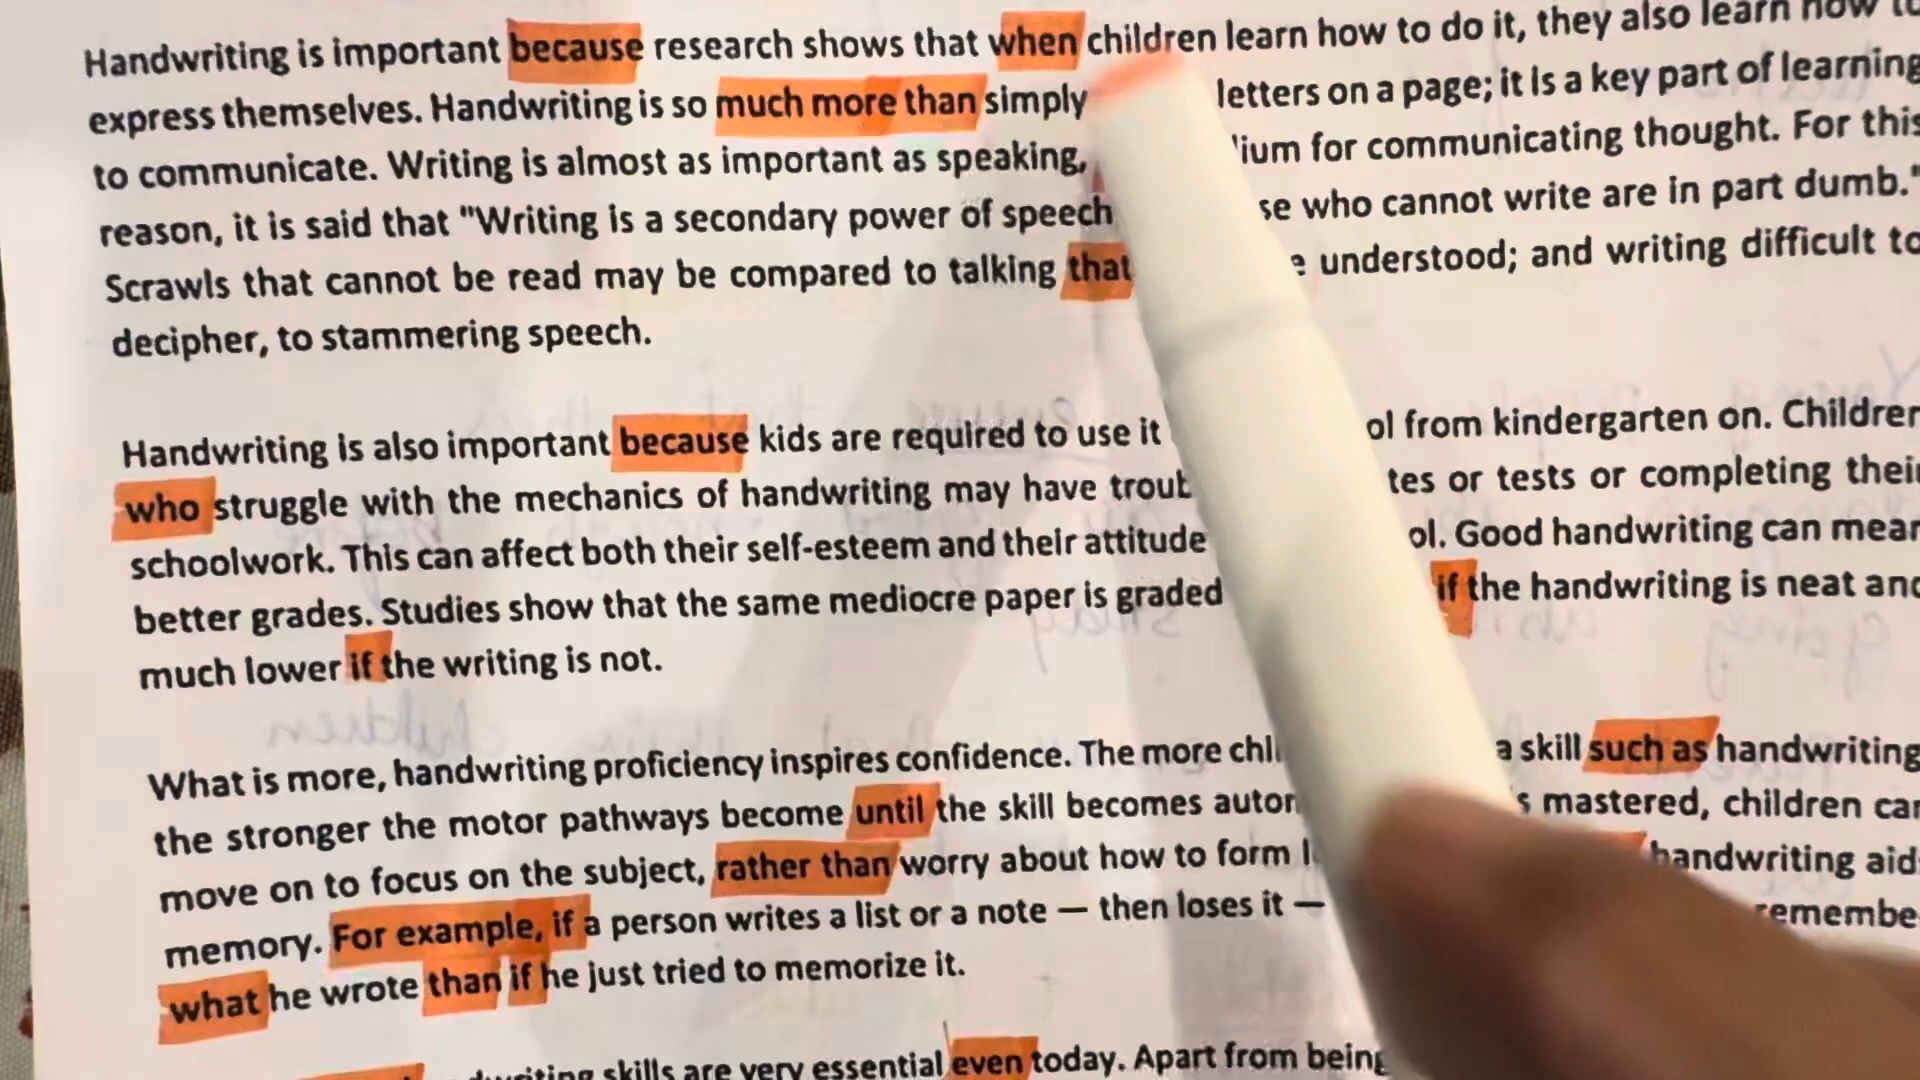 Handwriting is important because research shows that when children learn how to do it, they also learn how to
express themselves. Handwriting is so much more than simply letters on a page; it is a key part of learning
to communicate. Writing is almost as important as speaking, for communicating thought. For this
reason, it is said that "Writing is a secondary power of speech who cannot write are in part dumb."
Scrawls that cannot be read may be compared to talking that understood; and writing difficult to
decipher, to stammering speech.
Handwriting is also important because kids are required to use it from kindergarten on. Children
who struggle with the mechanics of handwriting may have or tests or completing their
schoolwork. This can affect both their self-esteem and their attitude Good handwriting can mean
better grades. Studies show that the same mediocre paper is graded if the handwriting is neat and
much lower if the writing is not.
What is more, handwriting proficiency inspires confidence. The more a skill such as handwriting
the stronger the motor pathways become until the skill becomes mastered, children can
move on to focus on the subject, rather than worry about how to form handwriting aids
memory. For example, if a person writes a list or a note — then loses it — remember
what he wrote than if he just tried to memorize it.
skills are very essential even today. Apart from being